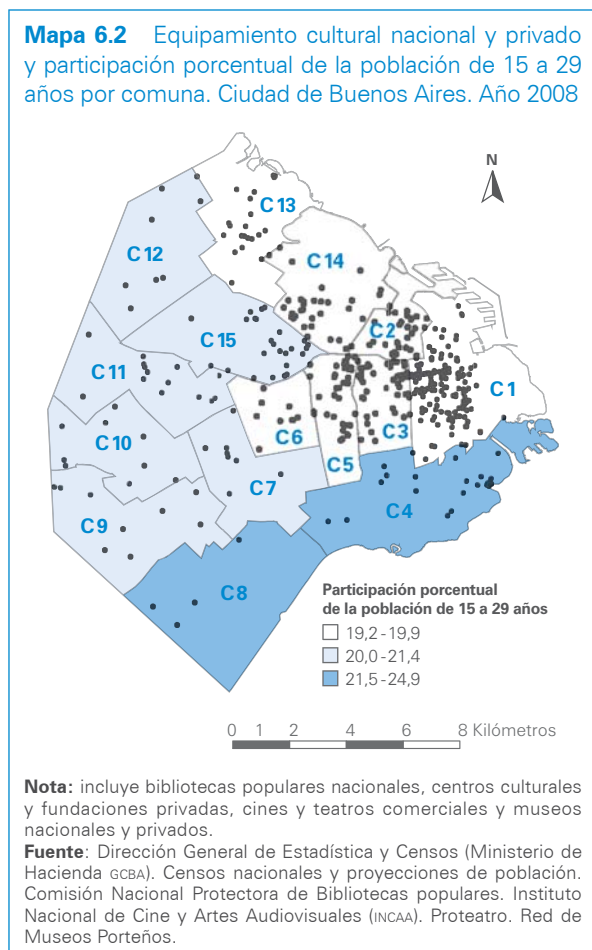 Mapa 6.2 Equipamiento cultural nacional y privado
y participación porcentual de la población de 15 a 29
años por comuna. Ciudad de Buenos Aires. Año 2008
N
C13
C14
C12
C2
C15
C11
C1
C6
C3
C10
C5
C7
C4
C9
C8
Participación porcentual
de la población de 15 a 29 años
19,2-19,9
20,0-21,4
21,5-24,9
0 1 2 4 6 8 Kilómetros
Nota: incluye bibliotecas populares nacionales, centros culturales
y fundaciones privadas, cines y teatros comerciales y museos
nacionales y privados.
Fuente: Dirección General de Estadística y Censos (Ministerio de
Hacienda GCBA). Censos nacionales y proyecciones de población.
Comisión Nacional Protectora de Bibliotecas populares. Instituto
Nacional de Cine y Artes Audiovisuales (INCAA). Proteatro. Red de
Museos Porteños.